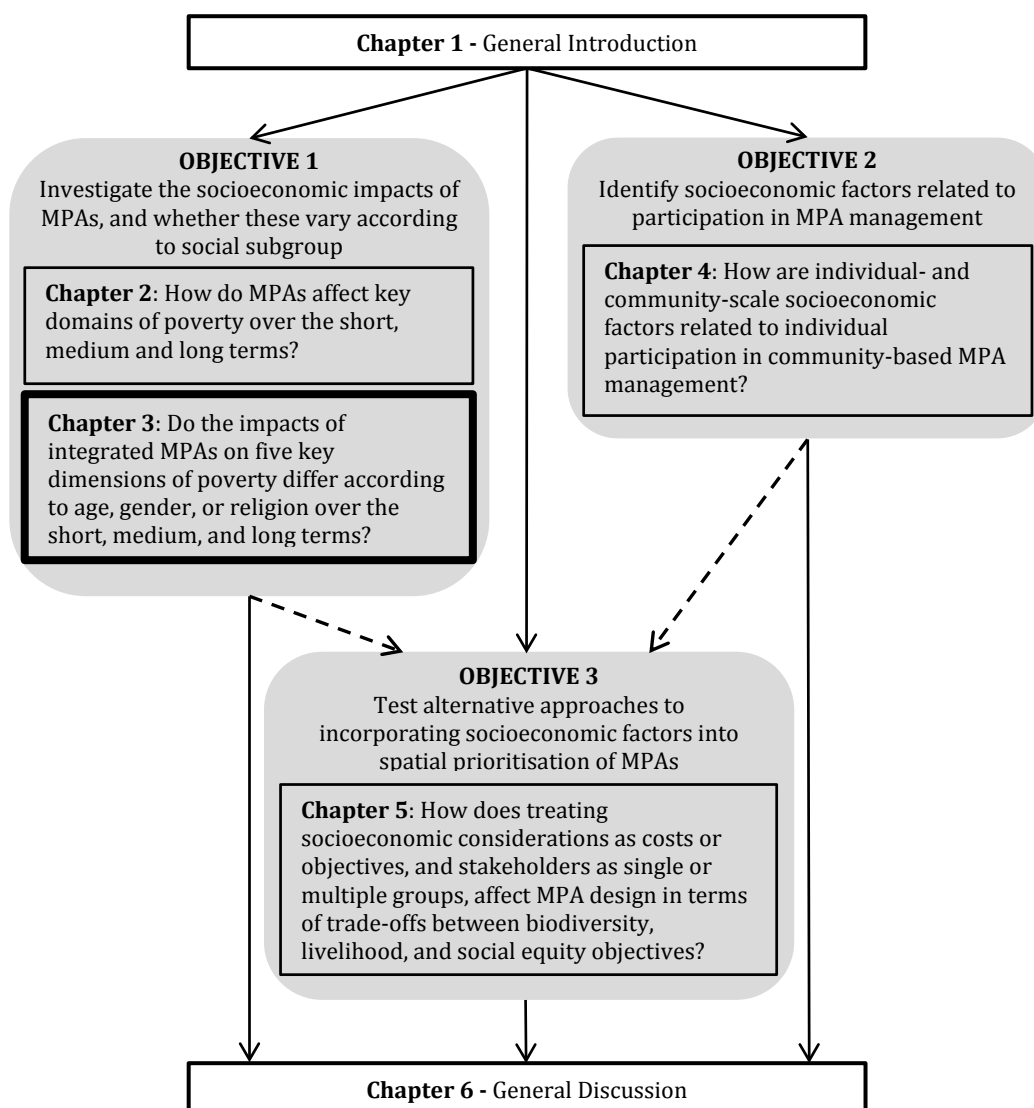 Chapter 1 - General Introduction
OBJECTIVE 1
Investigate the socioeconomic impacts of
MPAs, and whether these vary according
to social subgroup
Chapter 2: How do MPAs affect key
domains of poverty over the short,
medium and long terms?
Chapter 3: Do the impacts of
integrated MPAs on five key
dimensions of poverty differ according
to age, gender, or religion over the
short, medium, and long terms?
OBJECTIVE 2
Identify socioeconomic factors related to
participation in MPA management
Chapter 4: How are individual- and
community-scale socioeconomic
factors related to individual
participation in community-based MPA
management?
OBJECTIVE 3
Test alternative approaches to
incorporating socioeconomic factors into
spatial prioritisation of MPAs
Chapter 5: How does treating
socioeconomic considerations as costs or
objectives, and stakeholders as single or
multiple groups, affect MPA design in terms
of trade-offs between biodiversity,
livelihood, and social equity objectives?
Chapter 6 - General Discussion